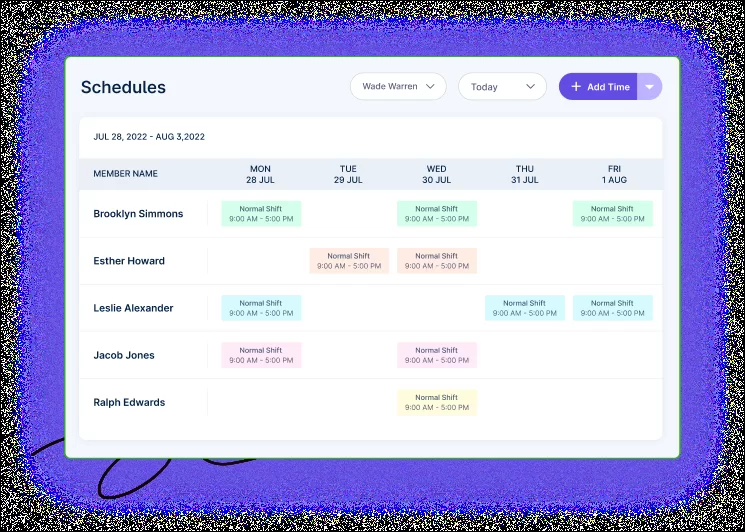 Schedules
Wade Warren
Today
+ Add Time
JUL 28, 2022 - AUG 3,2022
MEMBER NAME
MON
28 JUL
TUE
29 JUL
WED
30 JUL
THU
31 JUL
FRI
1 AUG
Brooklyn Simmons
Normal Shift
9:00 AM - 5:00 PM
Normal Shift
9:00 AM - 5:00 PM
Normal Shift
9:00 AM - 5:00 PM
Esther Howard
Normal Shift
9:00 AM - 5:00 PM
Normal Shift
9:00 AM - 5:00 PM
Leslie Alexander
Normal Shift
9:00 AM - 5:00 PM
Normal Shift
9:00 AM - 5:00 PM
Normal Shift
9:00 AM - 5:00 PM
Jacob Jones
Normal Shift
9:00 AM - 5:00 PM
Normal Shift
9:00 AM - 5:00 PM
Ralph Edwards
Normal Shift
9:00 AM - 5:00 PM